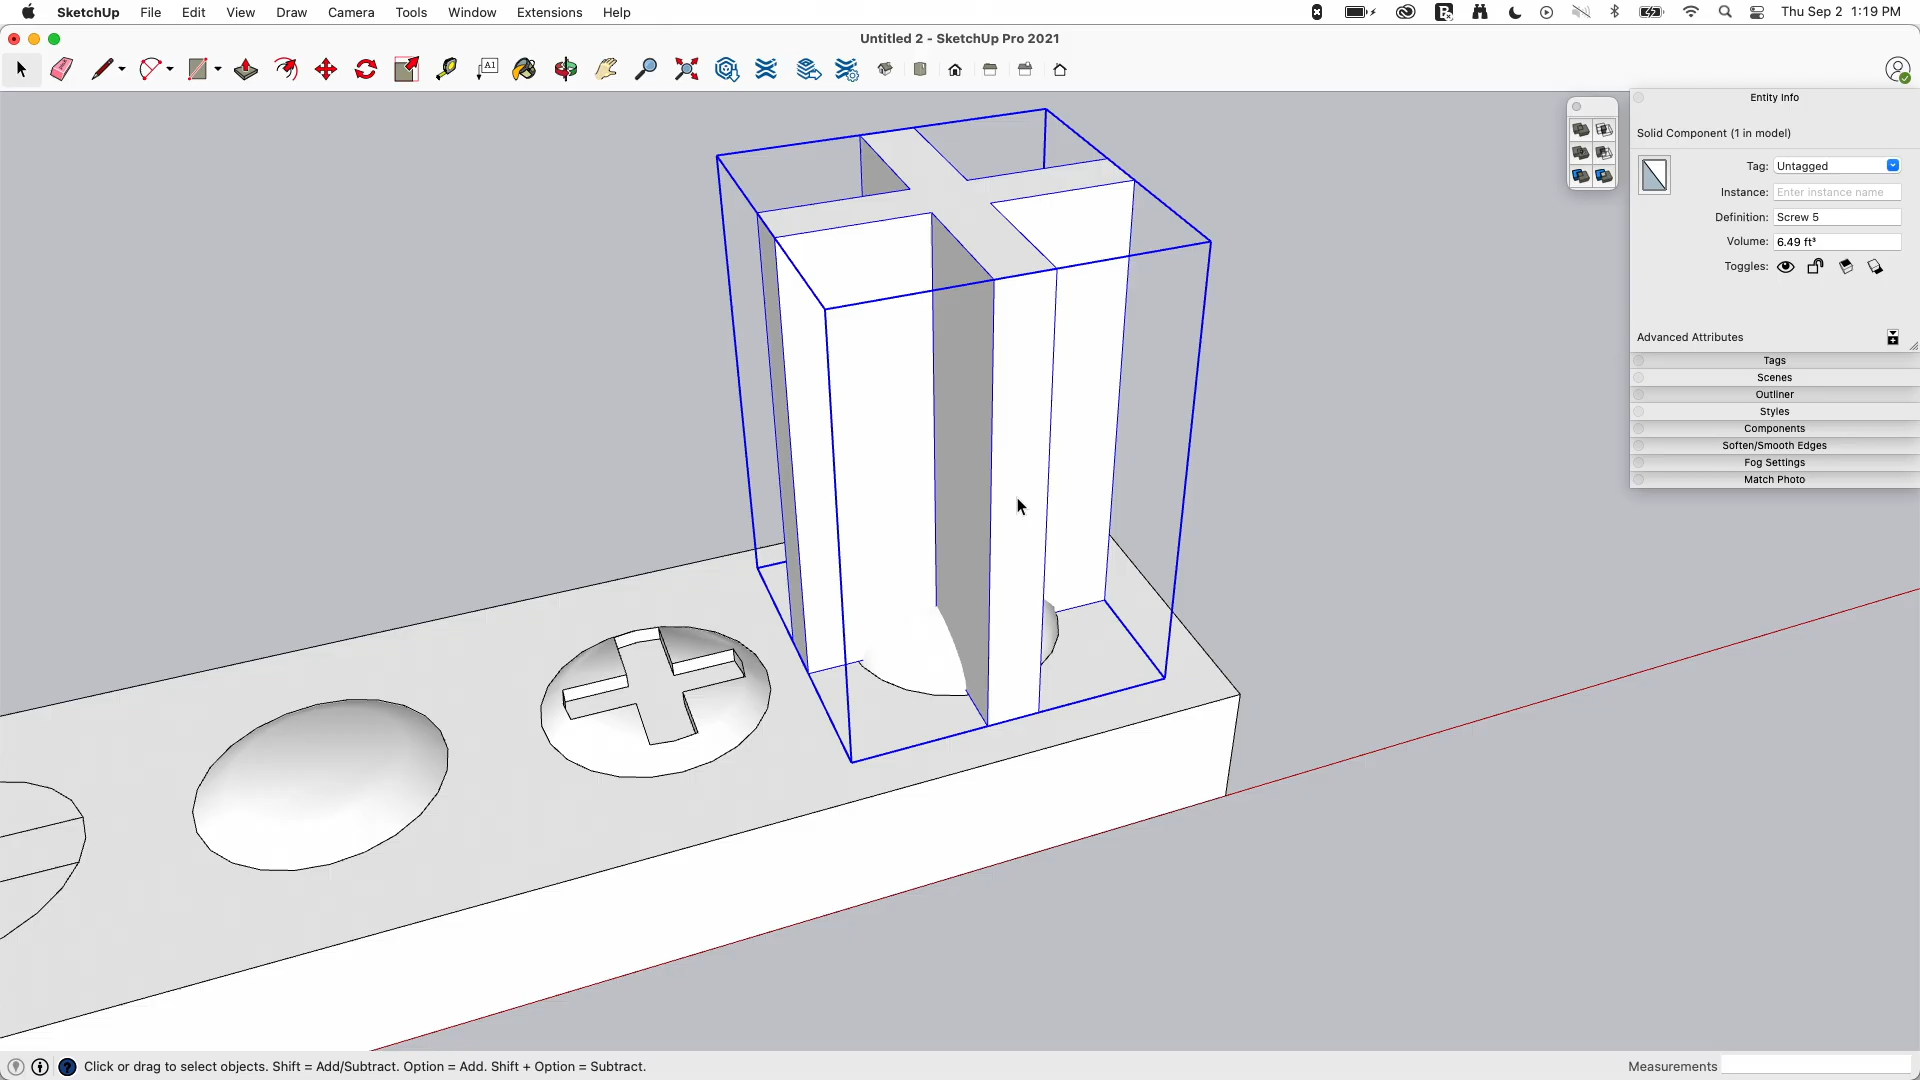 SketchUp File Edit View Draw Camera Tools Window Extensions Help Thu Sep 2 1:19 PM
Untitled 2 - SketchUp Pro 2021
A1
Entity Info
Solid Component (1 in model)
Tag: Untagged
Instance: Enter instance name
Definition: Screw 5
Volume: 6.49 ft³
Toggles:
Advanced Attributes
Tags
Scenes
Outliner
Styles
Components
Soften/Smooth Edges
Fog Settings
Match Photo
Click or drag to select objects. Shift = Add/Subtract. Option = Add. Shift + Option = Subtract. Measurements